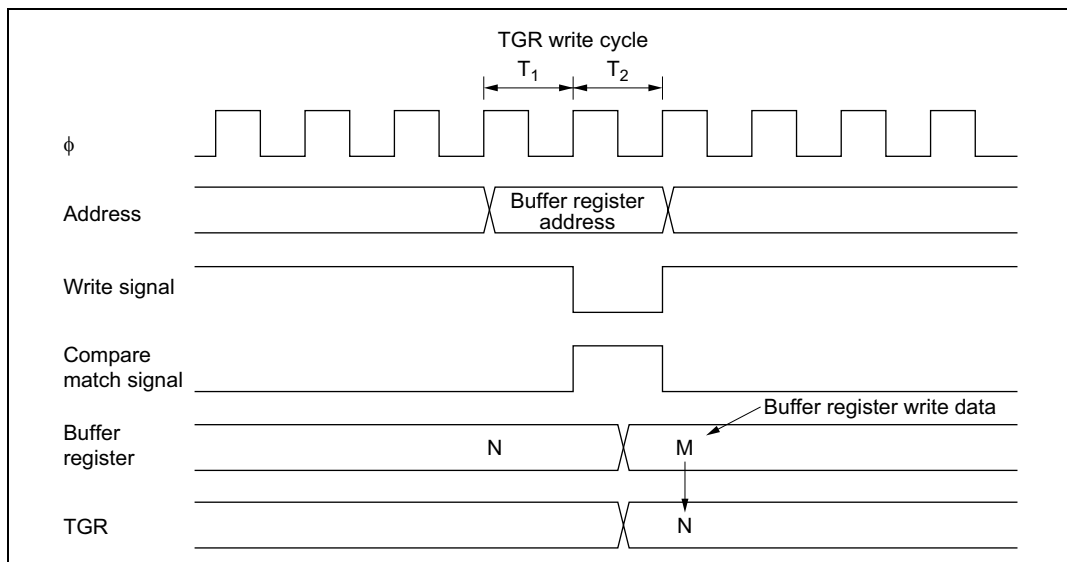 TGR write cycle
T1 T2
ϕ
Address
Buffer register
address
Write signal
Compare
match signal
Buffer register write data
Buffer
register
N M
TGR
N